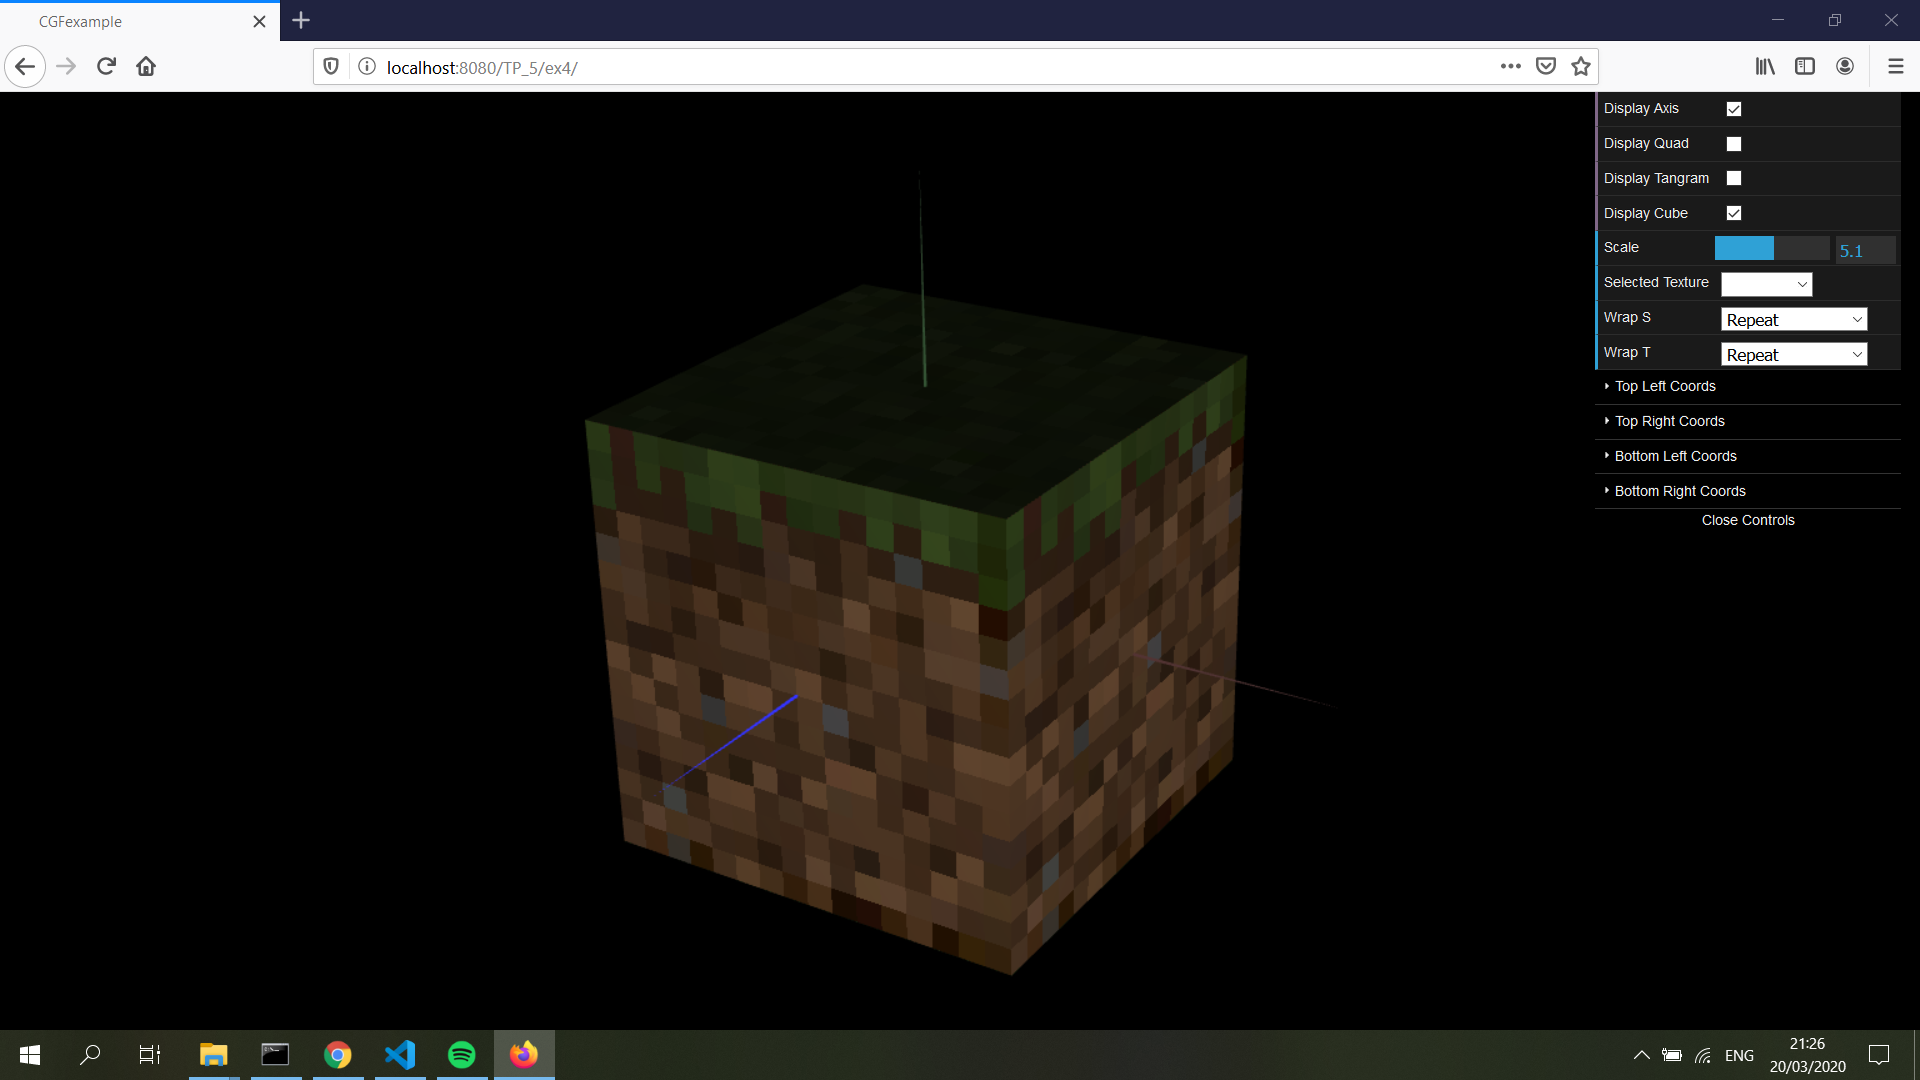 CGFexample
localhost:8080/TP_5/ex4/
Display Axis
Display Quad
Display Tangram
Display Cube
Scale 5.1
Selected Texture
Wrap S Repeat
Wrap T Repeat
Top Left Coords
Top Right Coords
Bottom Left Coords
Bottom Right Coords
Close Controls
ENG
21:26
20/03/2020